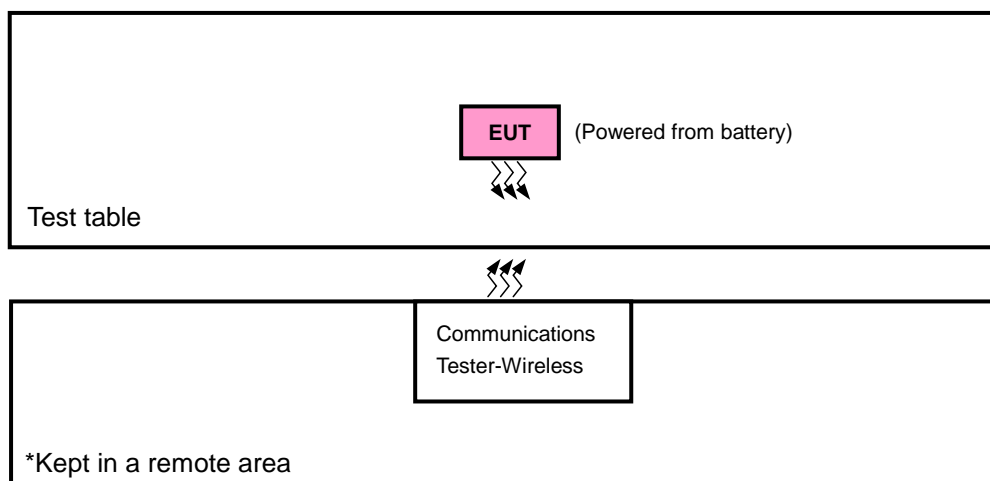 EUT (Powered from battery)
Test table
Communications
Tester-Wireless
*Kept in a remote area